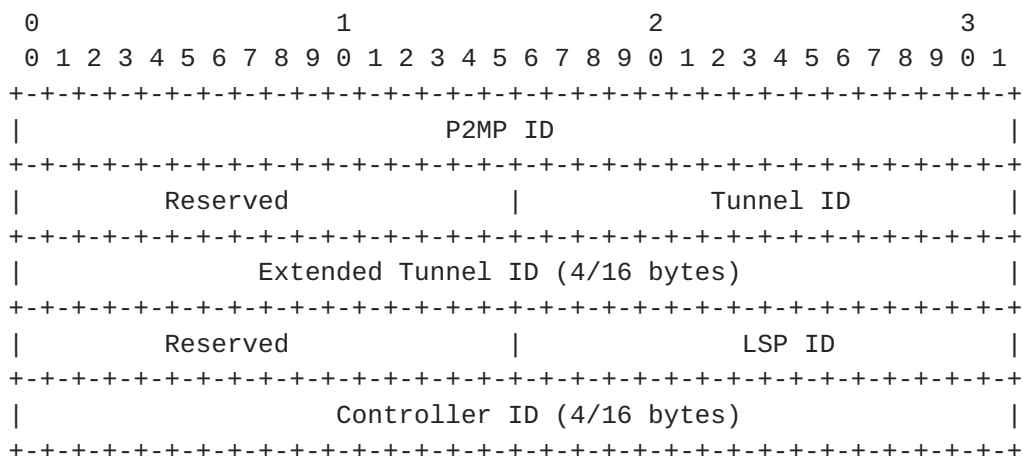 0                   1                   2                   3
 0 1 2 3 4 5 6 7 8 9 0 1 2 3 4 5 6 7 8 9 0 1 2 3 4 5 6 7 8 9 0 1
+-+-+-+-+-+-+-+-+-+-+-+-+-+-+-+-+-+-+-+-+-+-+-+-+-+-+-+-+-+-+-+-+
|                           P2MP ID                             |
+-+-+-+-+-+-+-+-+-+-+-+-+-+-+-+-+-+-+-+-+-+-+-+-+-+-+-+-+-+-+-+-+
|         Reserved              |            Tunnel ID          |
+-+-+-+-+-+-+-+-+-+-+-+-+-+-+-+-+-+-+-+-+-+-+-+-+-+-+-+-+-+-+-+-+
|               Extended Tunnel ID (4/16 bytes)                 |
+-+-+-+-+-+-+-+-+-+-+-+-+-+-+-+-+-+-+-+-+-+-+-+-+-+-+-+-+-+-+-+-+
|         Reserved              |              LSP ID           |
+-+-+-+-+-+-+-+-+-+-+-+-+-+-+-+-+-+-+-+-+-+-+-+-+-+-+-+-+-+-+-+-+
|                    Controller ID (4/16 bytes)                 |
+-+-+-+-+-+-+-+-+-+-+-+-+-+-+-+-+-+-+-+-+-+-+-+-+-+-+-+-+-+-+-+-+